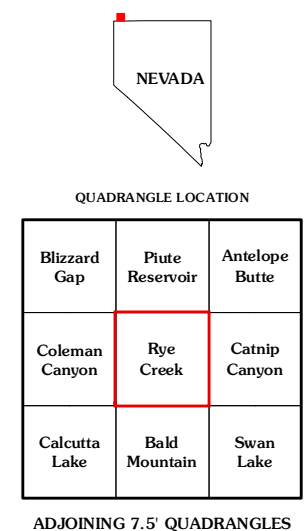 NEVADA
QUADRANGLE LOCATION
Blizzard Gap
Piute Reservoir
Antelope Butte
Coleman Canyon
Rye Creek
Catnip Canyon
Calcutta Lake
Bald Mountain
Swan Lake
ADJOINING 7.5' QUADRANGLES